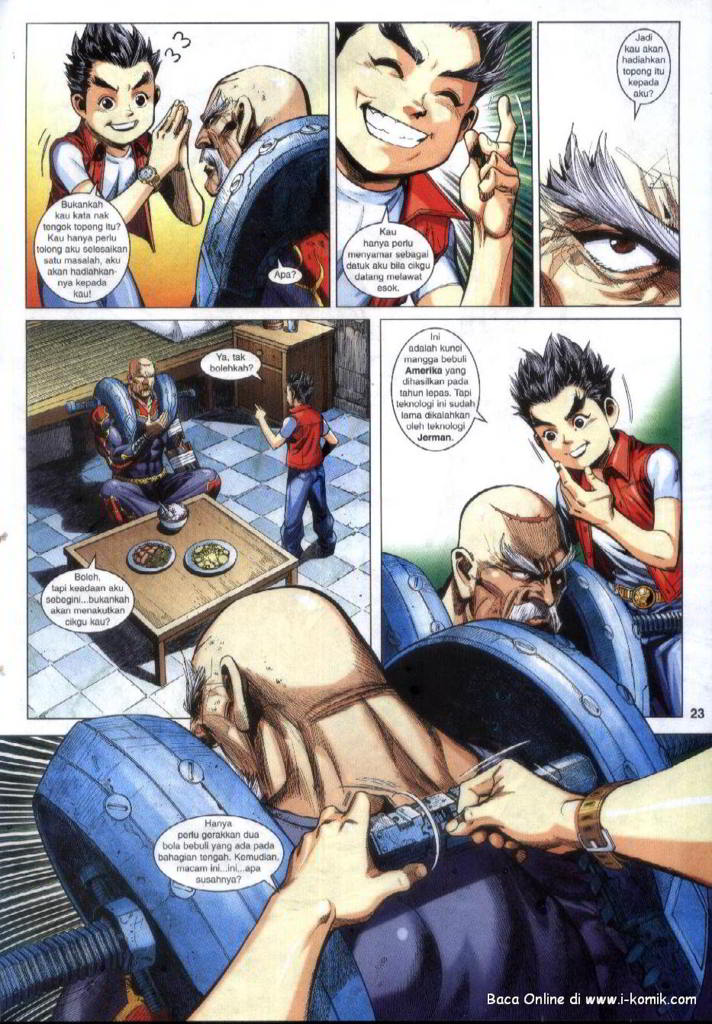 Bukankah
kau kata nak
tengok topong itu?
Kau hanya perlu
tolong aku selesaikan
satu masalah, aku
akan hadiahkan-
nya kepada
kau!
Apa?
Kau
hanya perlu
menyamar sebagai
datuk aku bila cikgu
datang melawat
esok.
Jadi
kau akan
hadiahkan
topong itu
kepada
aku?
Ya, tak
bolehkah?
Boleh,
tapi keadaan aku
sebegini...bukankah
akan menakutkan
cikgu kau?
Ini
adalah kunci
mangga bebuli
Amerika yang
dihasilkan pada
tahun lepas. Tapi
teknologi ini sudah
lama dikalahkan
oleh teknologi
Jerman.
23
Hanya
perlu gerakkan dua
bola bebuli yang ada pada
bahagian tengah. Kemudian,
macam ini...ini...apa
susahnya?
Baca Online di www.i-komik.com